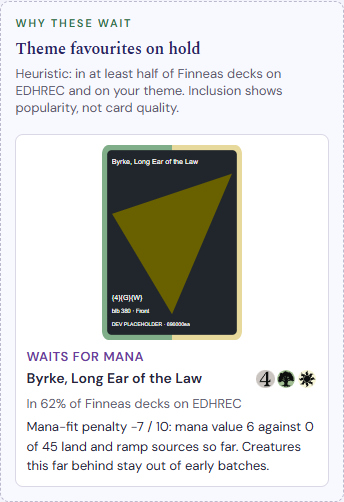 WHY THESE WAIT
Theme favourites on hold
Heuristic: in at least half of Finneas decks on
EDHREC and on your theme. Inclusion shows
popularity, not card quality.
Byrke, Long Ear of the Law
{4}{G}{W}
blb 380 · Front
DEV PLACEHOLDER · 698000aa
WAITS FOR MANA
Byrke, Long Ear of the Law
4
In 62% of Finneas decks on EDHREC
Mana-fit penalty −7 / 10: mana value 6 against 0
of 45 land and ramp sources so far. Creatures
this far behind stay out of early batches.